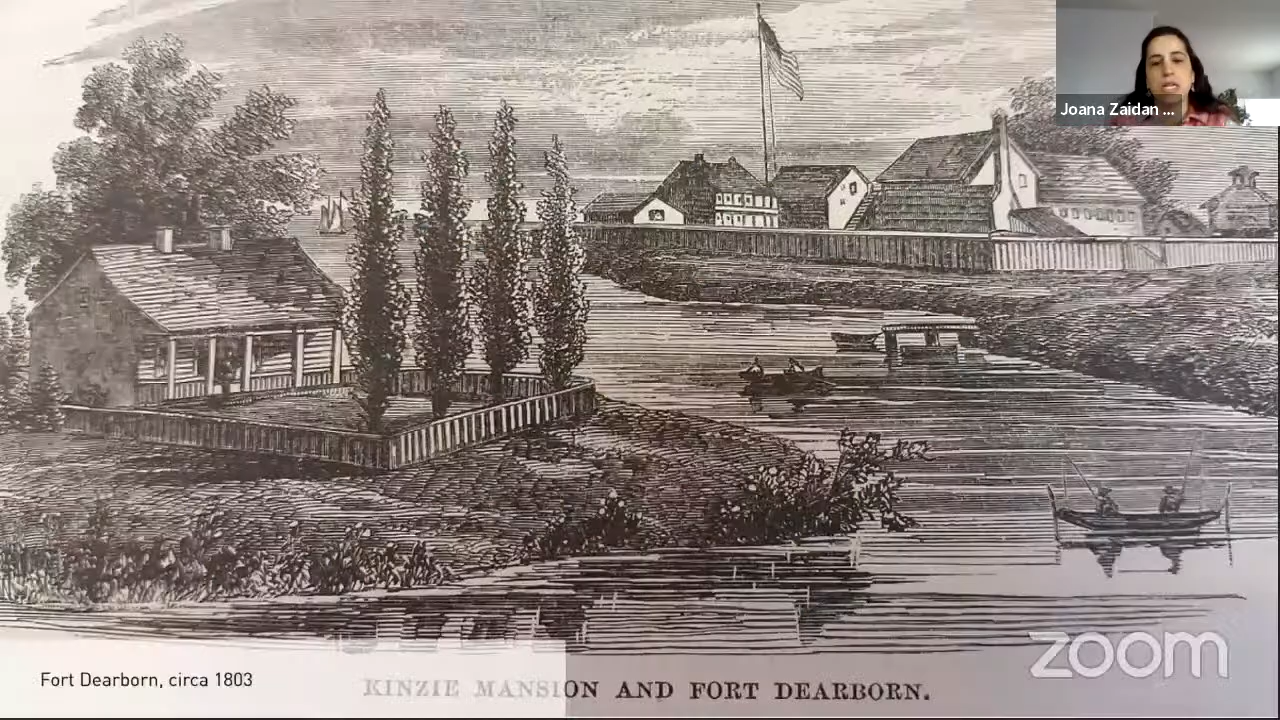 Joana Zaidan ...
zoom
Fort Dearborn, circa 1803
KINZIE MANSION AND FORT DEARBORN.